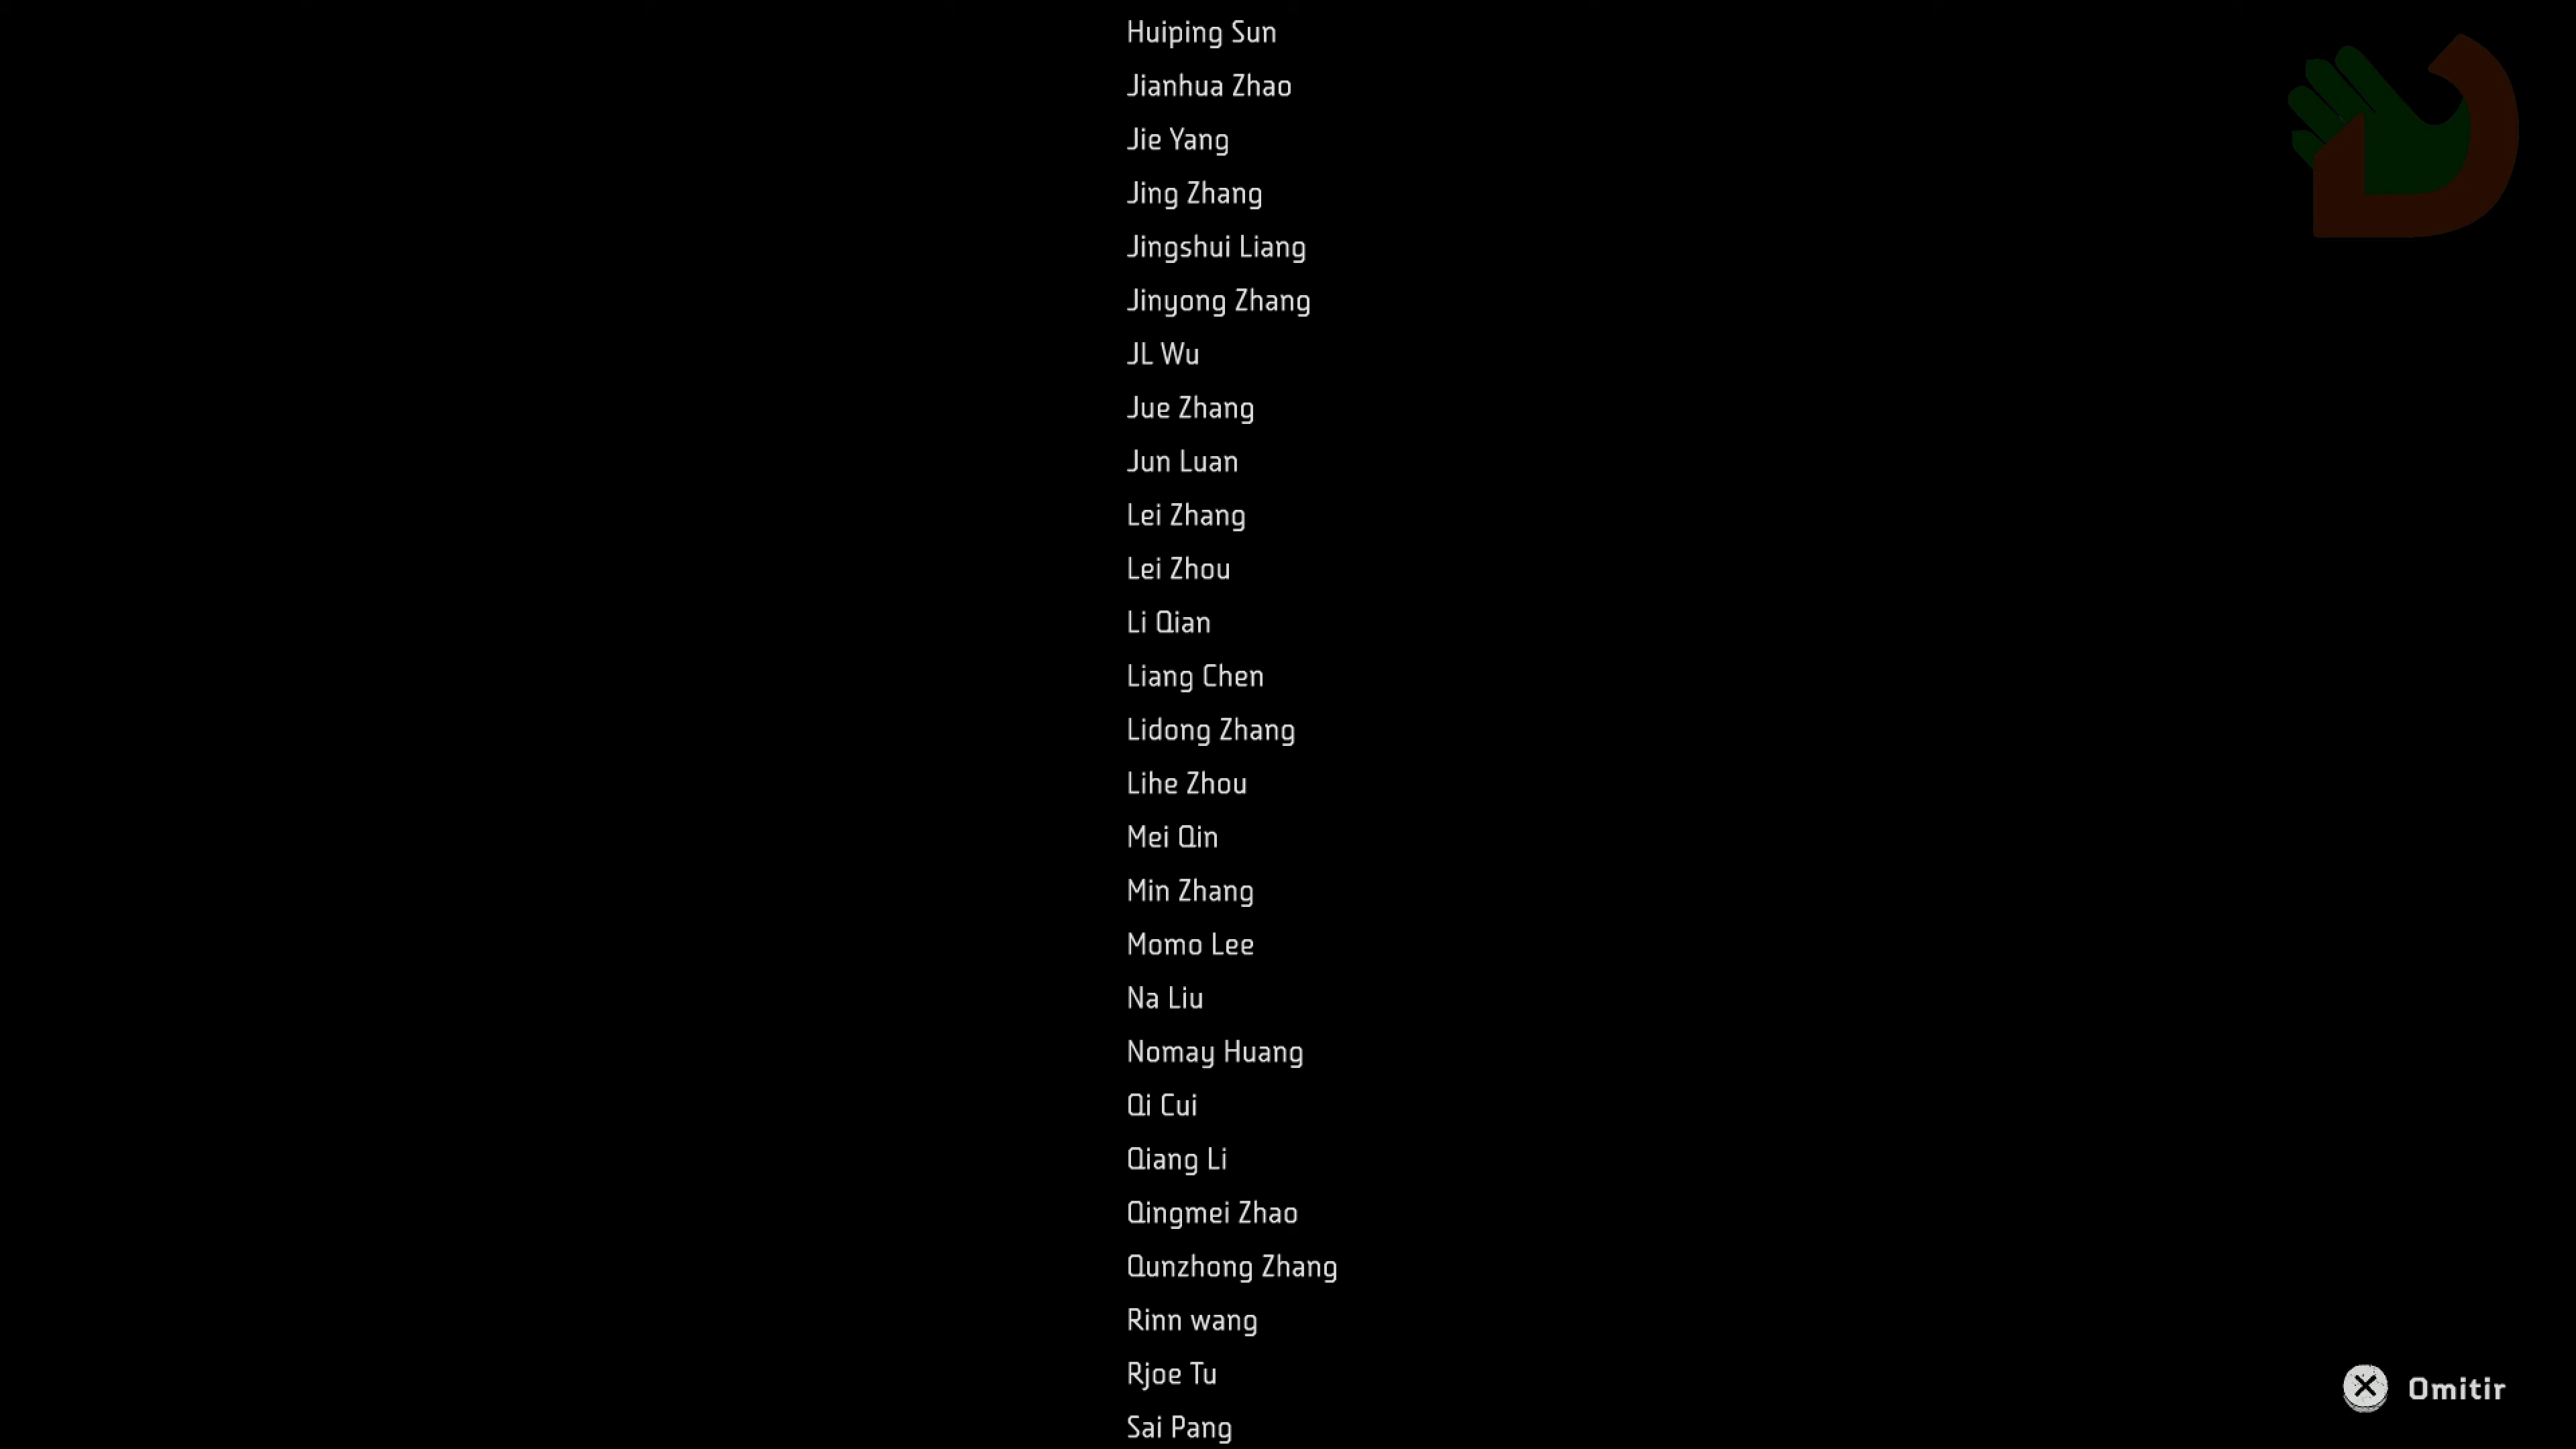 Huiping Sun
Jianhua Zhao
Jie Yang
Jing Zhang
Jingshui Liang
Jinyong Zhang
JL Wu
Jue Zhang
Jun Luan
Lei Zhang
Lei Zhou
Li Qian
Liang Chen
Lidong Zhang
Lihe Zhou
Mei Qin
Min Zhang
Momo Lee
Na Liu
Nomay Huang
Qi Cui
Qiang Li
Qingmei Zhao
Qunzhong Zhang
Rinn wang
Rjoe Tu
Sai Pang
Omitir